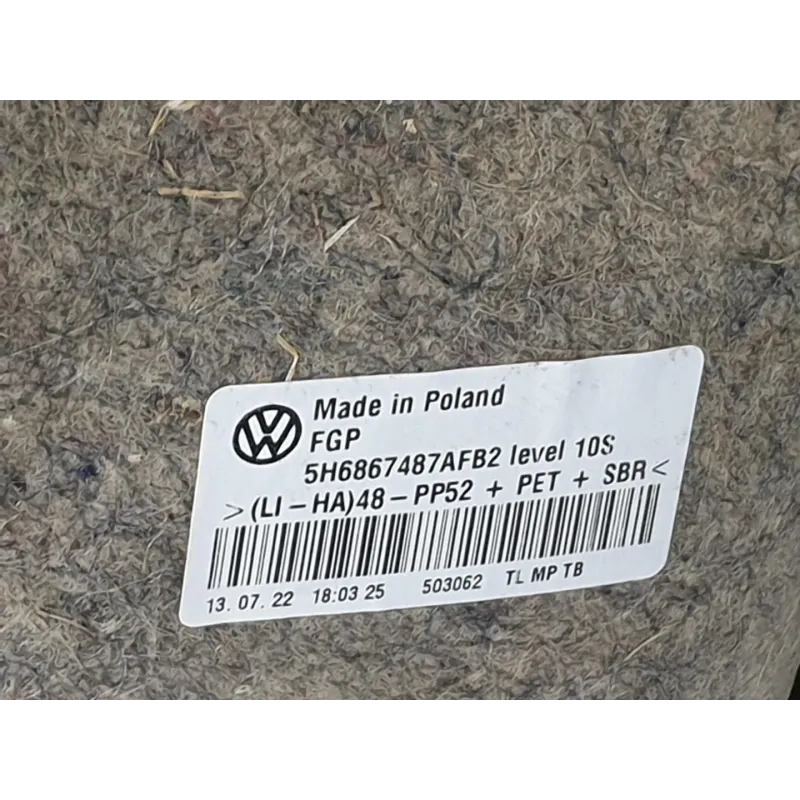 Made in Poland
FGP
5H6867487AFB2 level 10S
>(LI-HA)48-PP52 + PET + SBR<
13. 07. 22 18:03 25 503062 TL MP TB